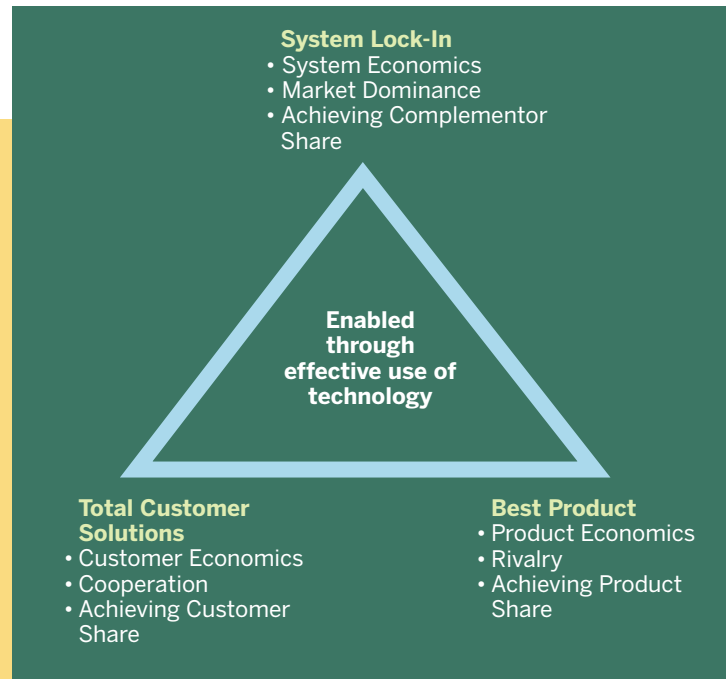 System Lock-In
• System Economics
• Market Dominance
• Achieving Complementor
Share
Enabled
through
effective use of
technology
Total Customer
Solutions
• Customer Economics
• Cooperation
• Achieving Customer
Share
Best Product
• Product Economics
• Rivalry
• Achieving Product
Share